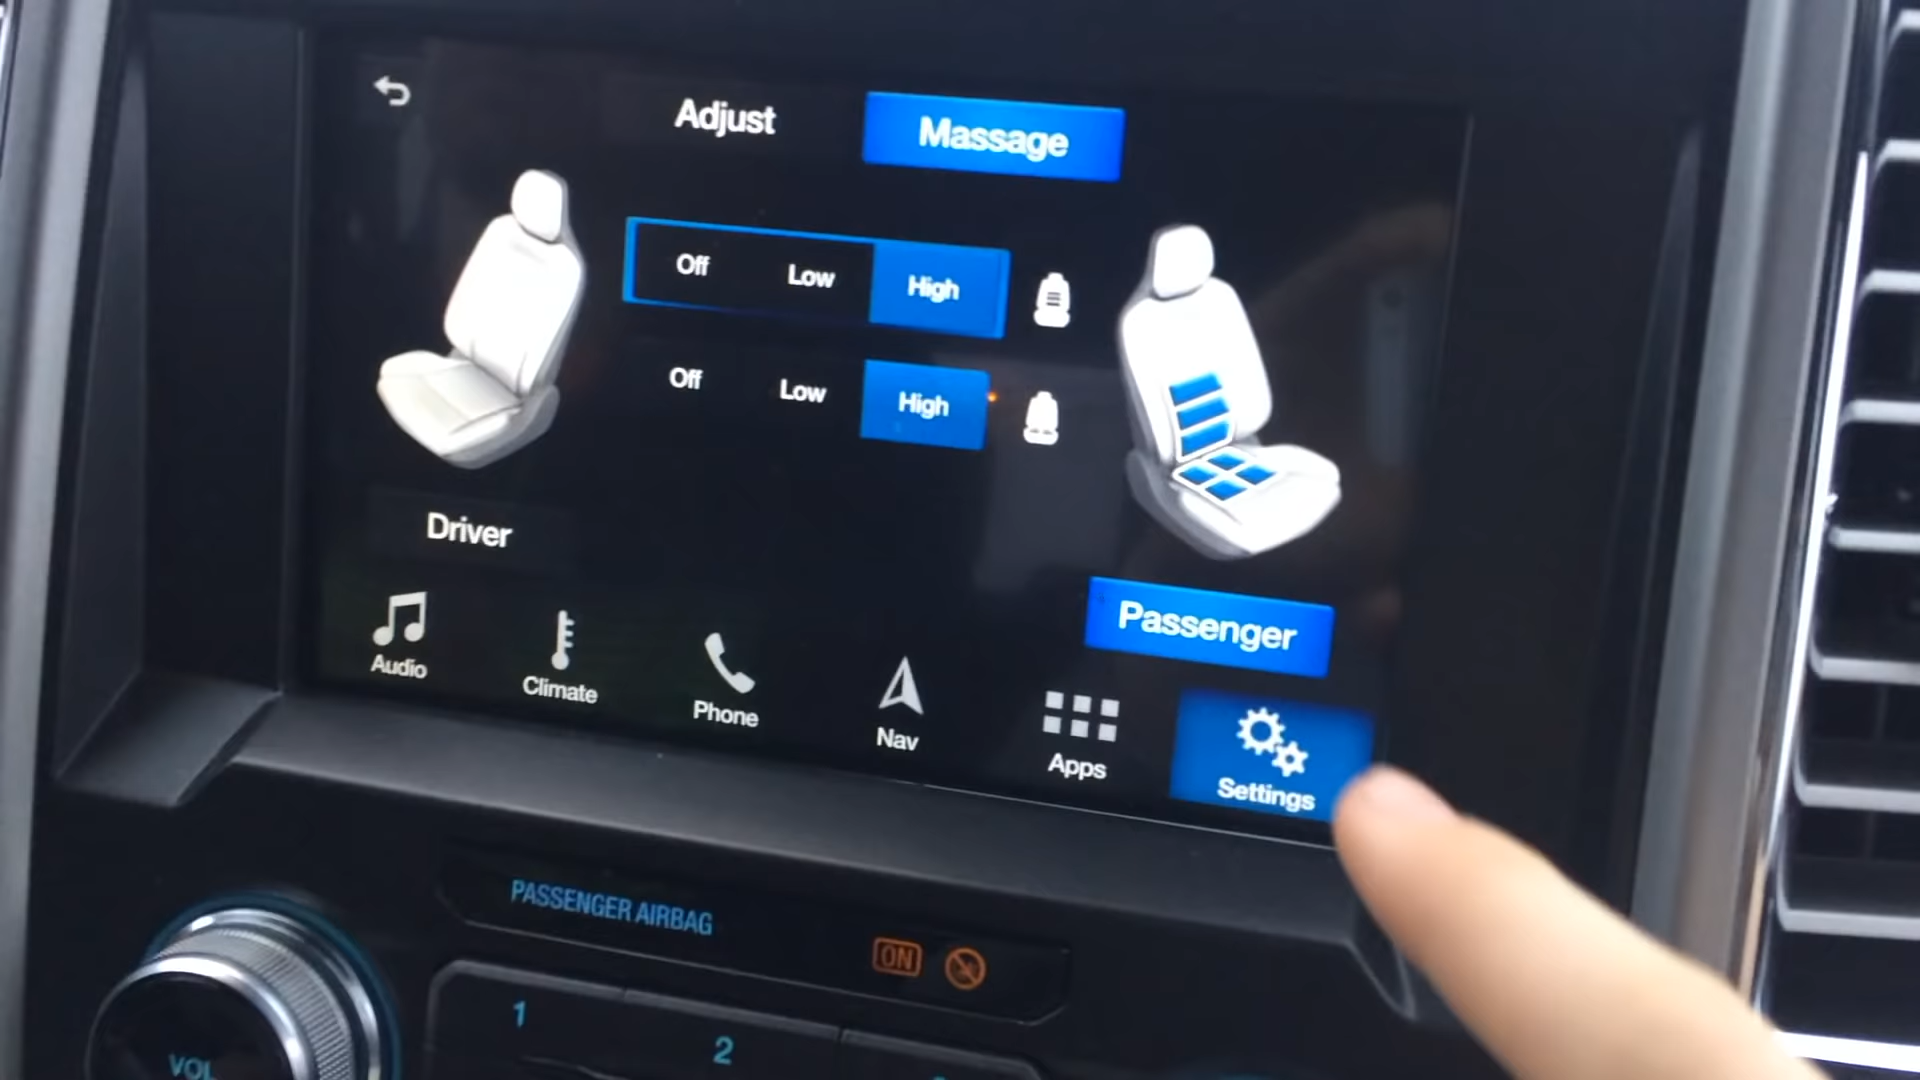 Adjust
Massage
Off Low High
Off Low High
Driver
Passenger
Audio
Climate
Phone
Nav
Apps
Settings
PASSENGER AIRBAG
ON
1
2
VOL